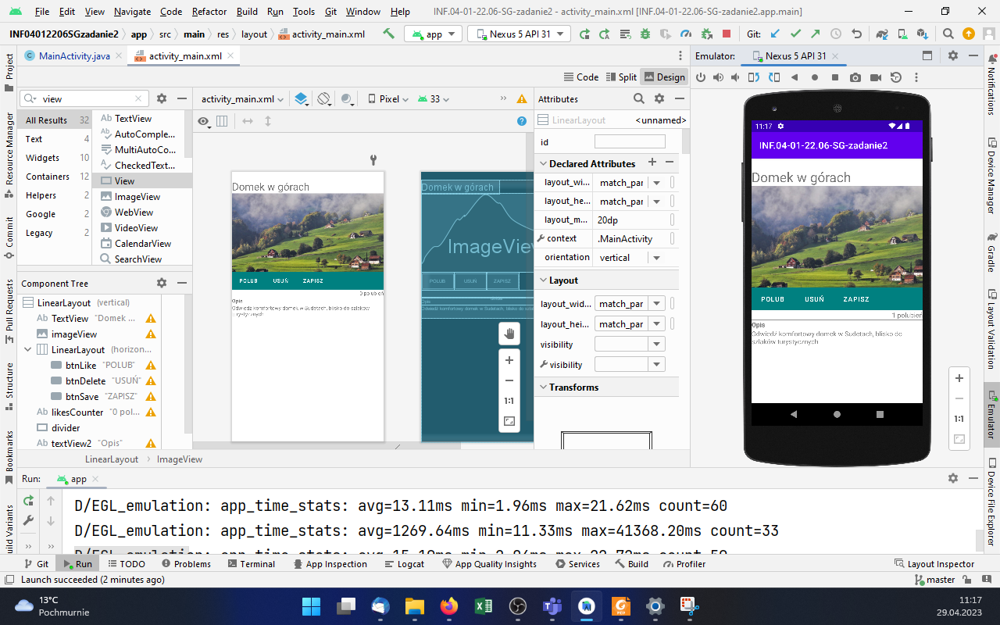 File Edit View Navigate Code Refactor Build Run Tools Git Window Help INF.04-01-22.06-SG-zadanie2 - activity_main.xml [INF.04-01-22.06-SG-zadanie2.app.main]
INF04012206SGzadanie2 app src main res layout activity_main.xml app Nexus 5 API 31 Git:
MainActivity.java activity_main.xml Emulator: Nexus 5 API 31
Code Split Design
view activity_main.xml Pixel 33 Attributes
LinearLayout <unnamed>
All Results 32
Text 4
Widgets 10
Containers 12
Helpers 2
Google 2
Legacy 2
Ab TextView
AutoComple...
MultiAutoCo...
CheckedText...
View
ImageView
WebView
VideoView
CalendarView
SearchView
Component Tree
LinearLayout (vertical)
Ab TextView "Domek ...
imageView
LinearLayout (horizon...
btnLike "POLUB"
btnDelete "USUŃ"
btnSave "ZAPISZ"
Ab likesCounter "0 pol...
divider
Ab textView2 "Opis"
Domek w górach
POLUB USUŃ ZAPISZ
0 polubień
Opis
Odwiedź komfortowy domek w Sudetach, blisko do szlaków
turystycznych
Domek w górach
ImageView
POLUB USUŃ ZAPISZ
Opis
Odwiedź komfortowy domek w Sudetach, blisko do szlaków
1:1
id
Declared Attributes
layout_wi... match_par
layout_he... match_par
layout_m... 20dp
context .MainActivity
orientation vertical
Layout
layout_wid... match_par
layout_hei... match_par
visibility
visibility
Transforms
11:17
INF.04-01-22.06-SG-zadanie2
Domek w górach
POLUB USUŃ ZAPISZ
1 polubień
Opis
Odwiedź komfortowy domek w Sudetach, blisko do
szlaków turystycznych
1:1
LinearLayout ImageView
Run: app
D/EGL_emulation: app_time_stats: avg=13.11ms min=1.96ms max=21.62ms count=60
D/EGL_emulation: app_time_stats: avg=1269.64ms min=11.33ms max=41368.20ms count=33
Project
Resource Manager
Commit
Pull Requests
Structure
Bookmarks
uild Variants
Notifications
Device Manager
Gradle
Layout Validation
Emulator
Device File Explorer
Git Run TODO Problems Terminal App Inspection Logcat App Quality Insights Services Build Profiler Layout Inspector
Launch succeeded (2 minutes ago) master
13°C
Pochmurnie
11:17
29.04.2023